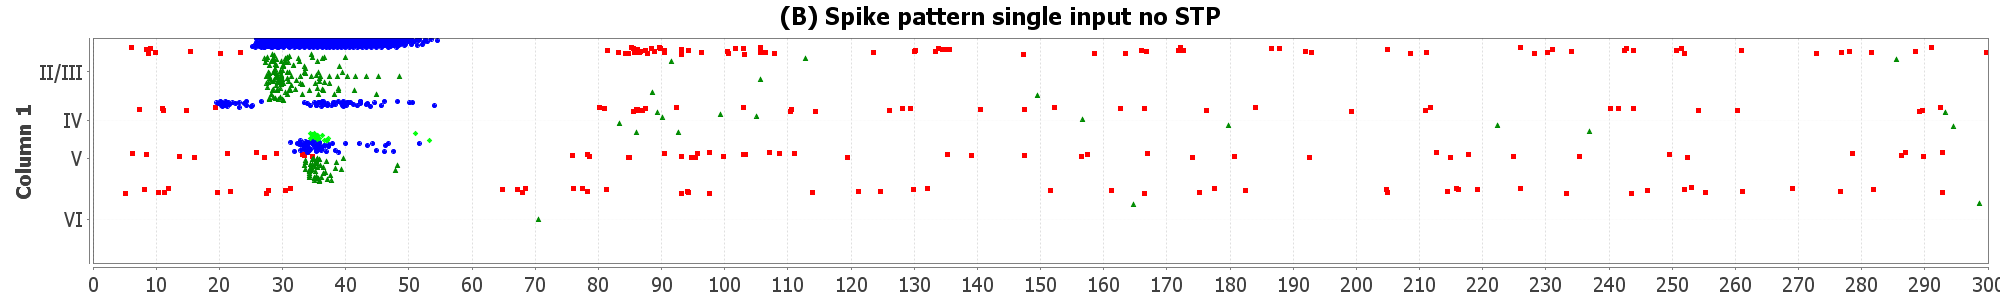 (B) Spike pattern single input no STP
Column 1
II/III
IV
V
VI
0 10 20 30 40 50 60 70 80 90 100 110 120 130 140 150 160 170 180 190 200 210 220 230 240 250 260 270 280 290 300